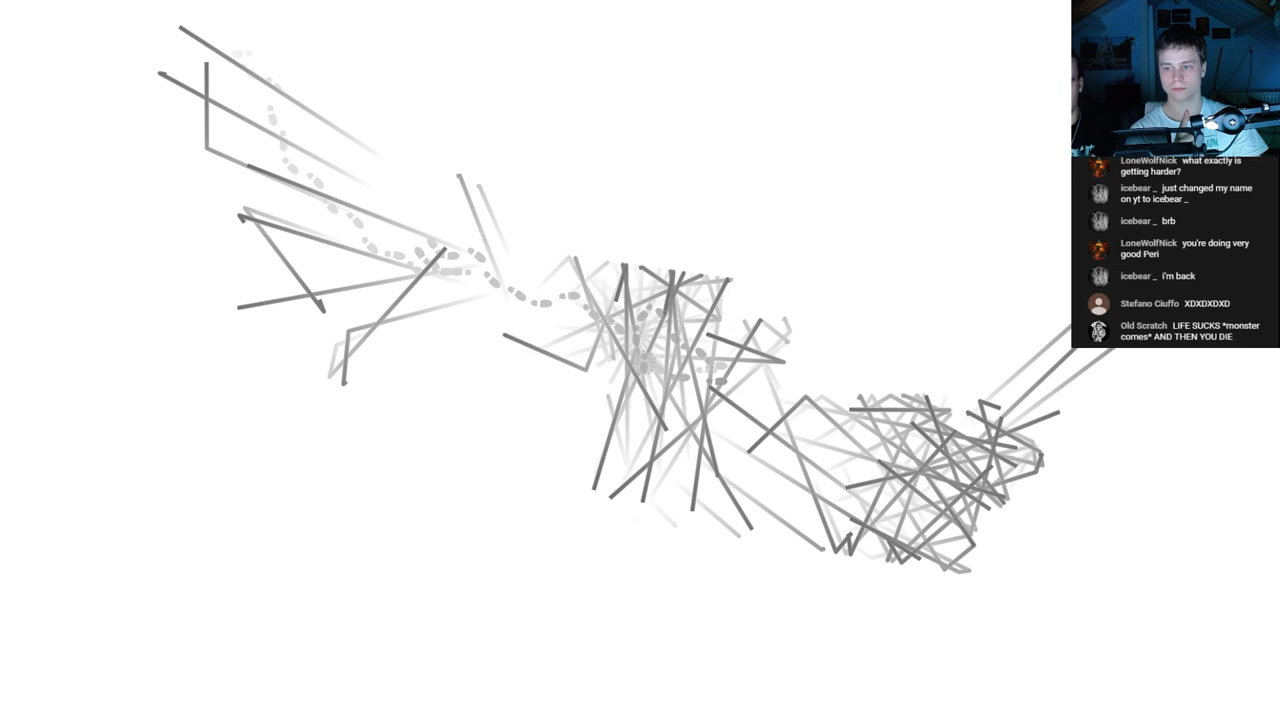 LoneWolfNick what exactly is
getting harder?
icebear _ just changed my name
on yt to icebear _
icebear _ brb
LoneWolfNick you're doing very
good Peri
icebear _ i'm back
Stefano Ciuffo XDXDXDXD
Old Scratch LIFE SUCKS *monster
comes* AND THEN YOU DIE